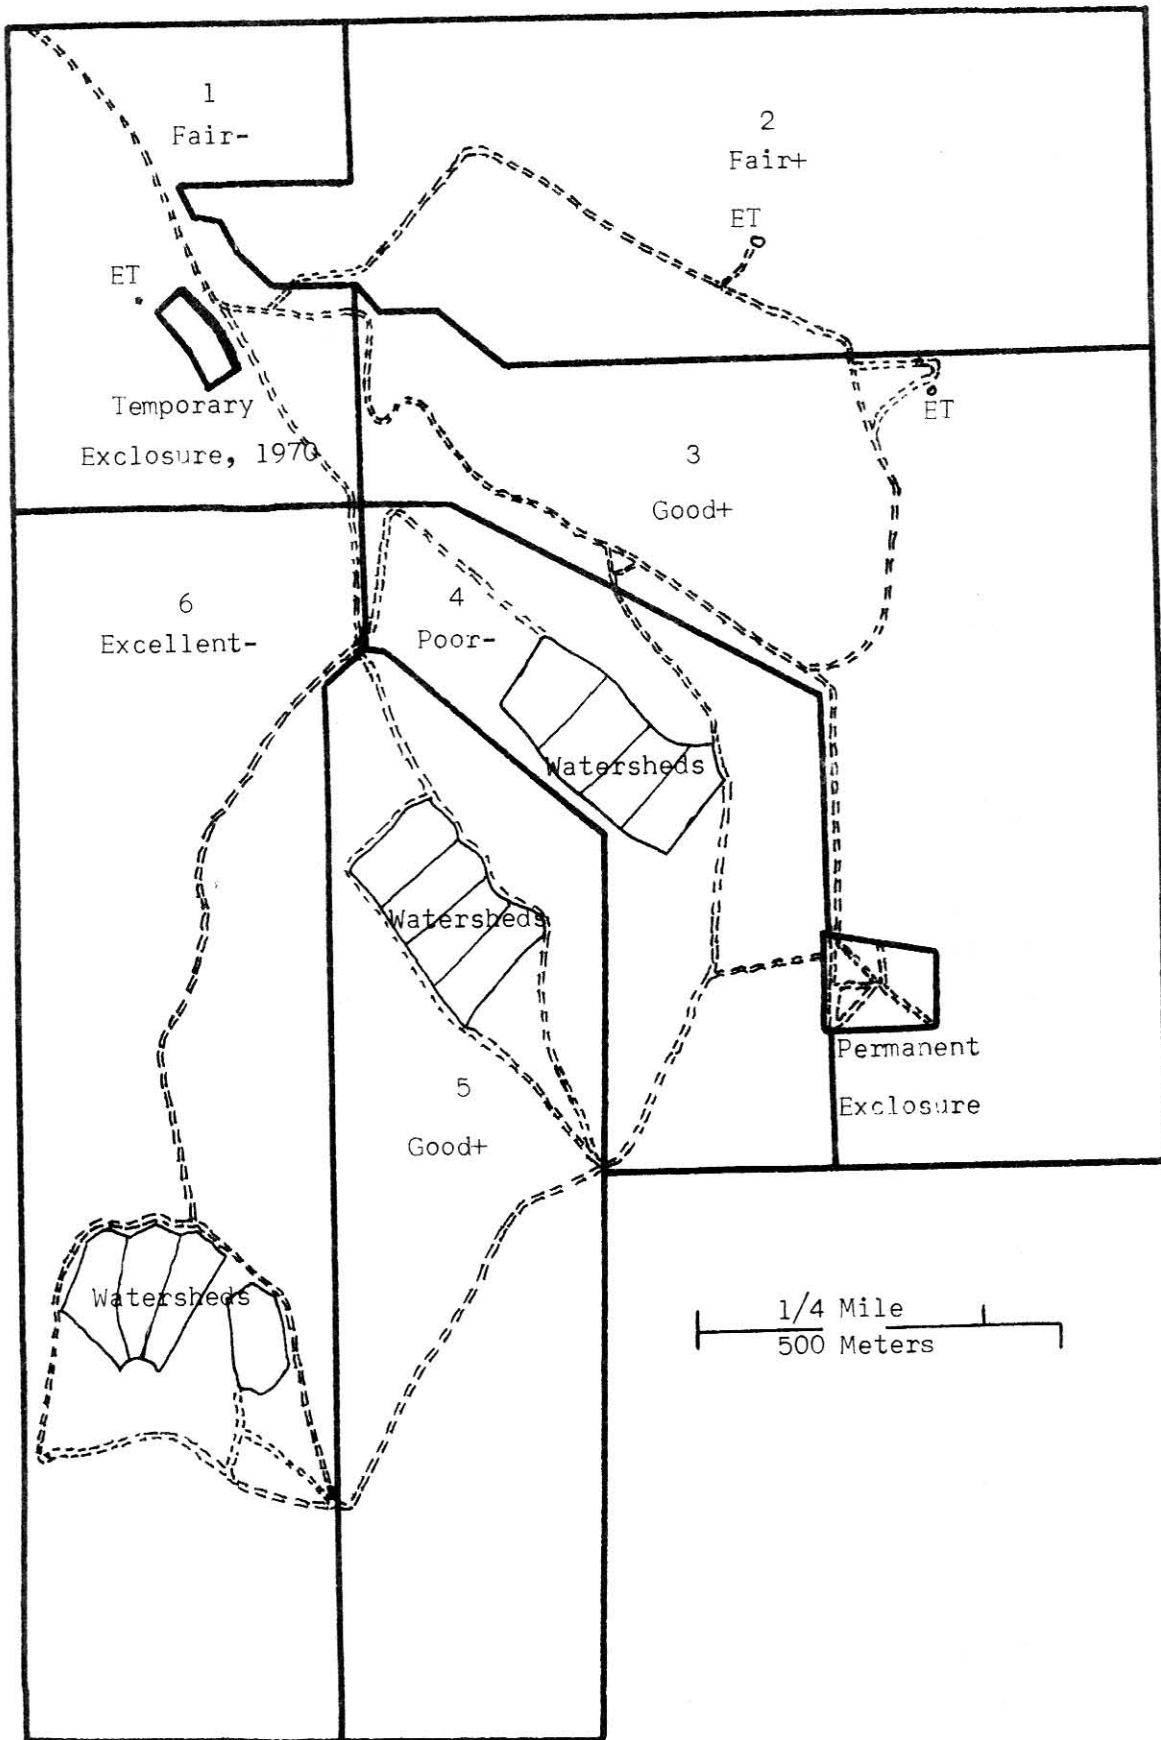 1
Fair-
2
Fair+
ET
ET
ET
Temporary
Exclosure, 1970
3
Good+
6
Excellent-
4
Poor-
Watersheds
Watersheds
5
Good+
Permanent
Exclosure
Watersheds
1/4 Mile
500 Meters